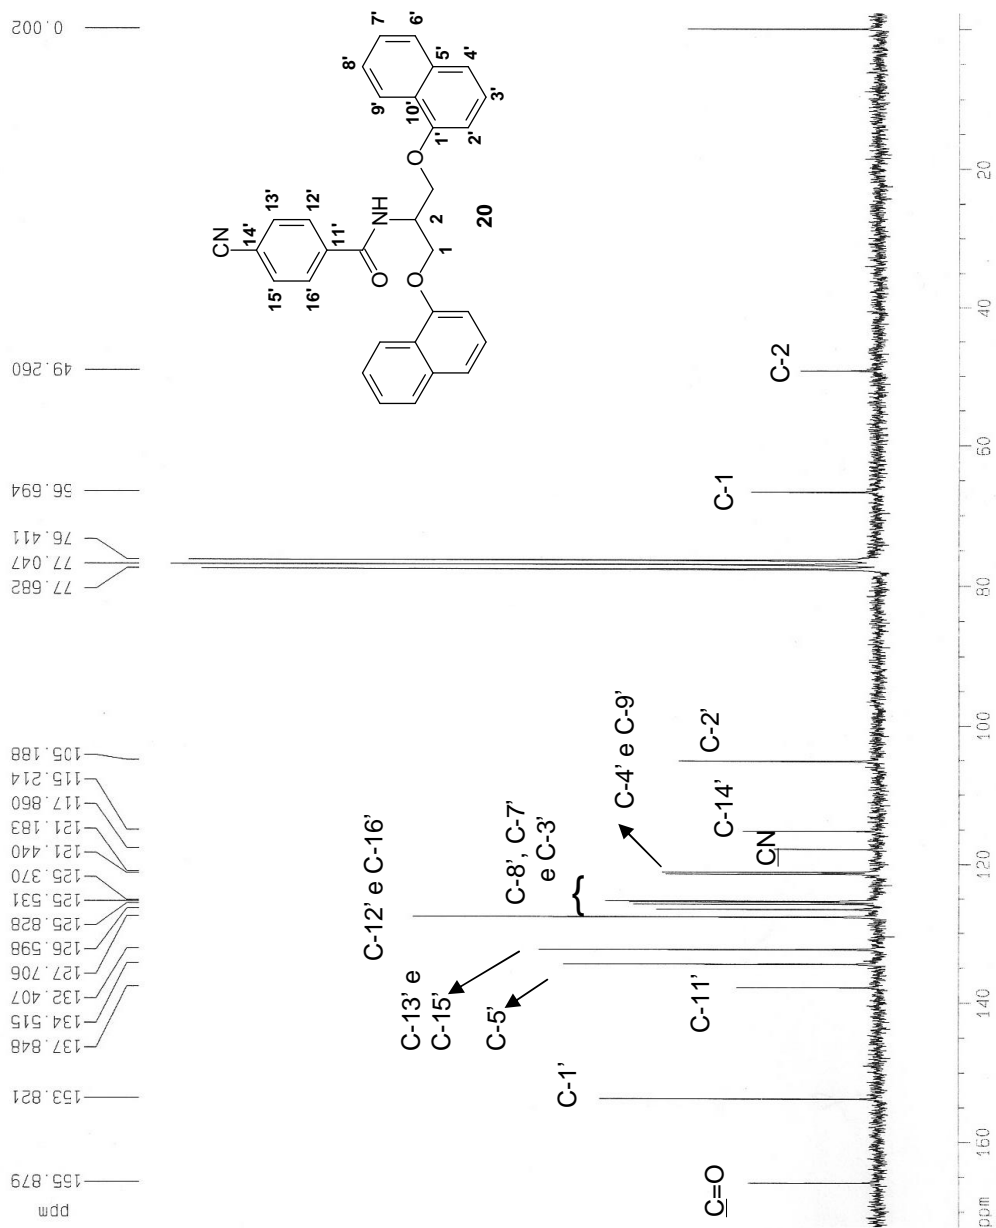 ppm
155.879
153.821
137.848
134.515
132.407
127.706
126.598
125.828
125.531
125.370
121.440
121.183
117.860
115.214
105.188
77.682
77.047
76.411
56.694
49.260
0.002
CN
13'
14'
15'
12'
11'
16'
NH
O
O
O
2
1
20
7'
8'
6'
9'
5'
10'
4'
1'
3'
2'
C-12' e C-16'
C-13' e
C-15'
C-5'
C-8', C-7'
e C-3'
{
C-1'
C-4' e C-9'
C-11'
C-14'
C-2'
CN
C=O
C-1
C-2
ppm
160
140
120
100
80
60
40
20